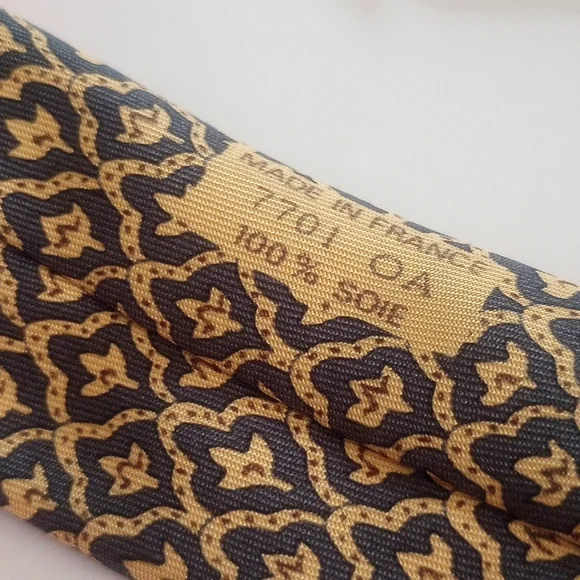 MADE IN FRANCE
7701 OA
100% SOIE